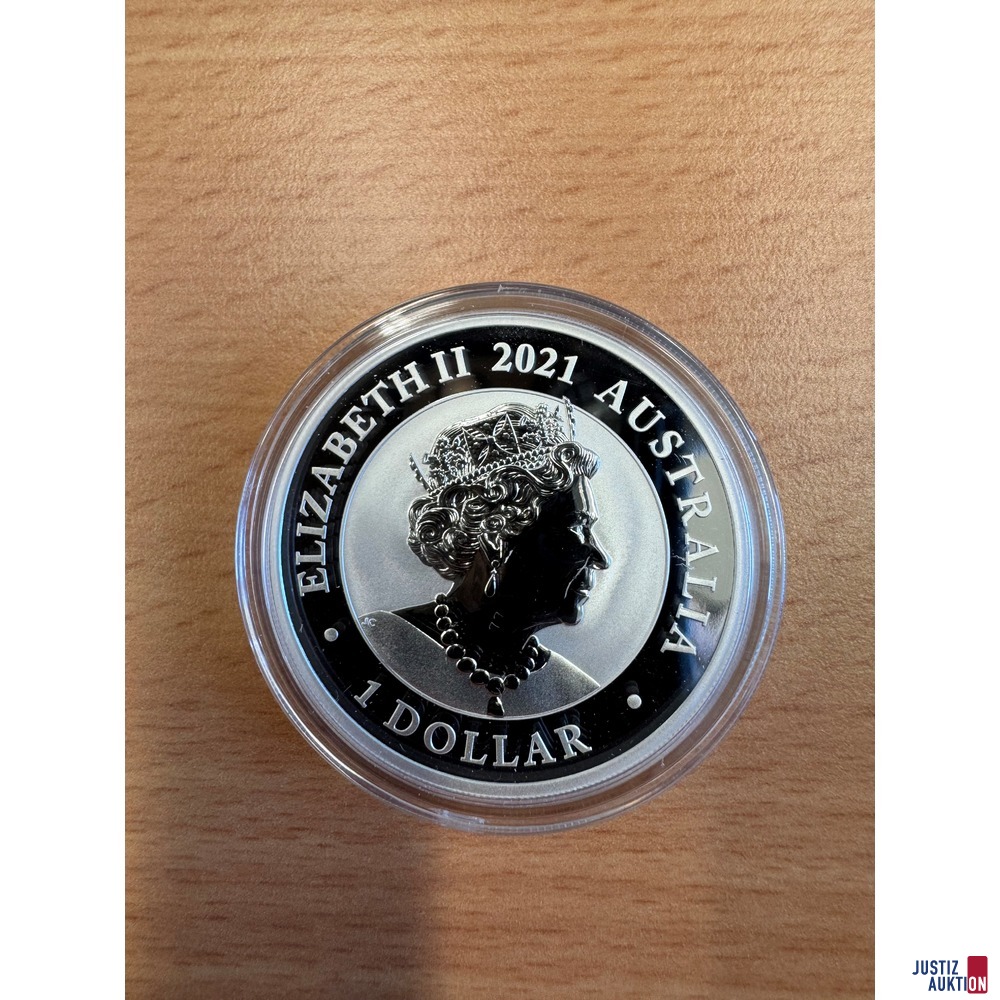 ELIZABETH II 2021 AUSTRALIA
JC
1 DOLLAR
JUSTIZ
AUKTION